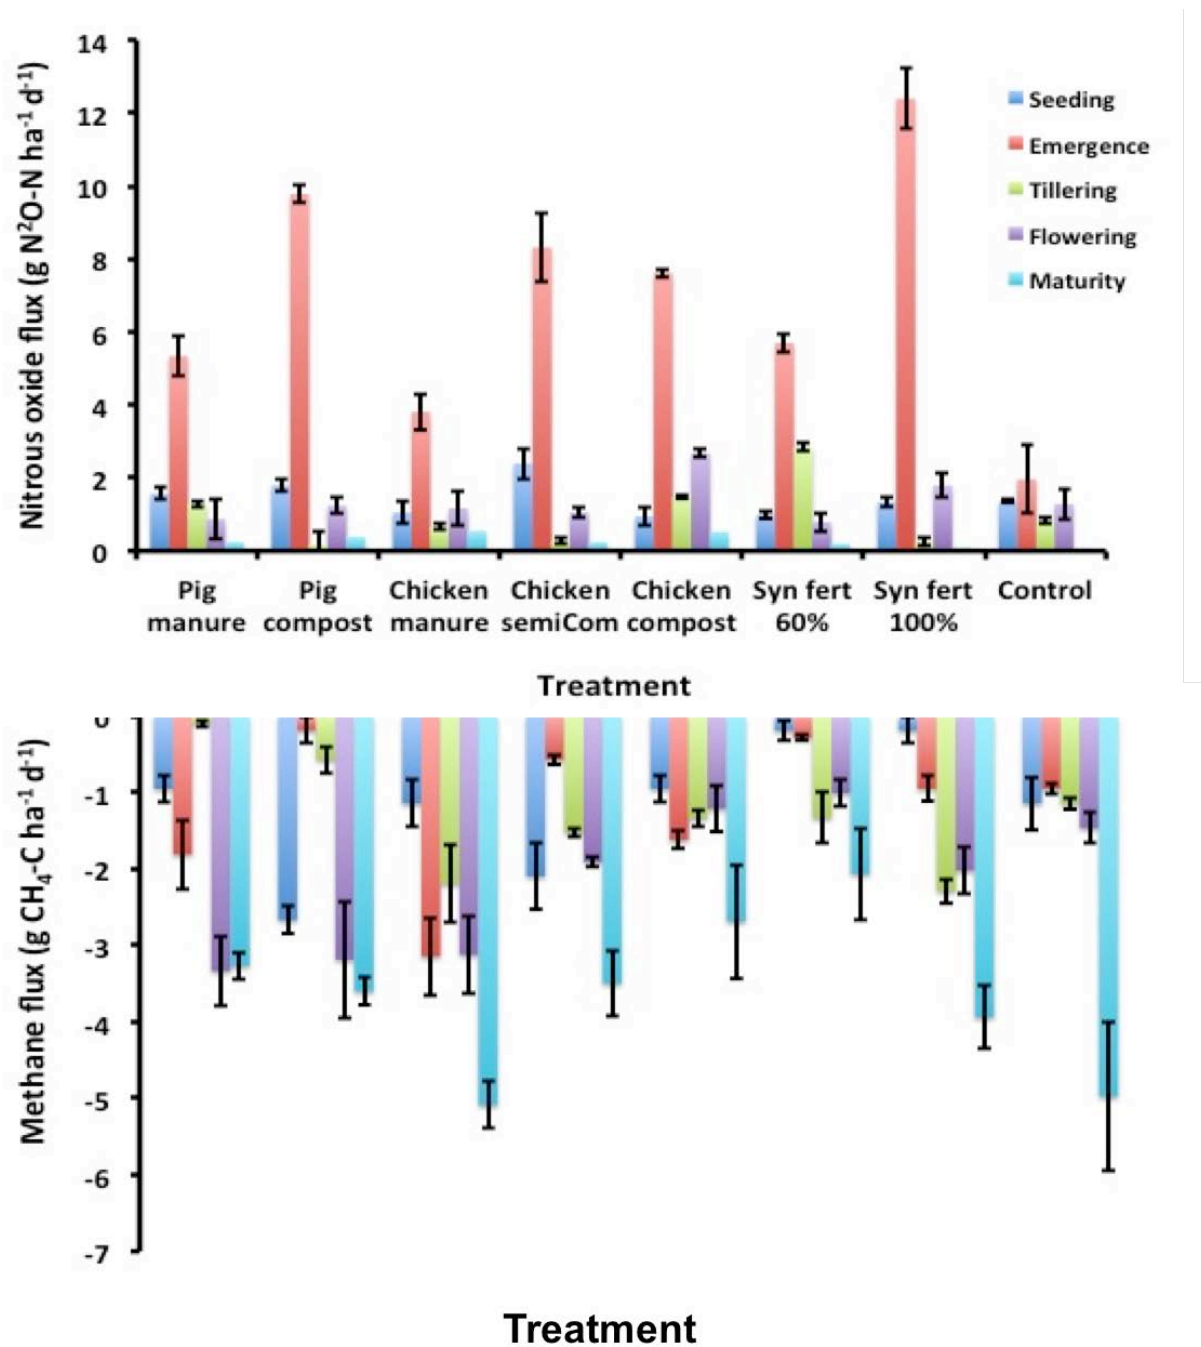 14
12
10
8
6
4
2
0
Nitrous oxide flux (g N²O-N ha⁻¹ d⁻¹)
Seeding
Emergence
Tillering
Flowering
Maturity
Pig manure
Pig compost
Chicken manure
Chicken semiCom
Chicken compost
Syn fert 60%
Syn fert 100%
Control
Treatment
0
-1
-2
-3
-4
-5
-6
-7
Methane flux (g CH₄-C ha⁻¹ d⁻¹)
Treatment